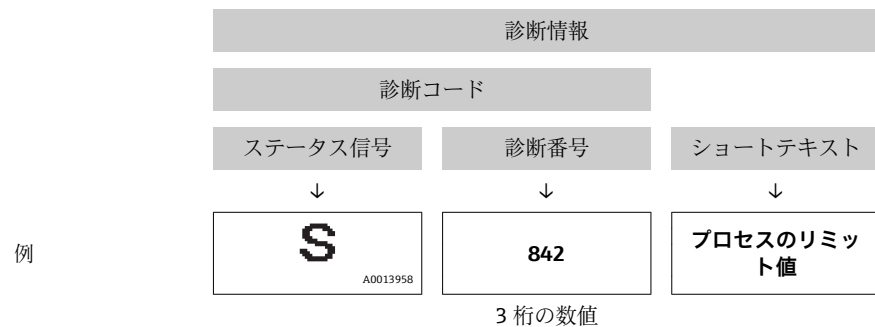 診断情報
診断コード
ステータス信号 診断番号 ショートテキスト
↓ ↓ ↓
例 S 842 プロセスのリミッ
ト値
A0013958
3 桁の数値